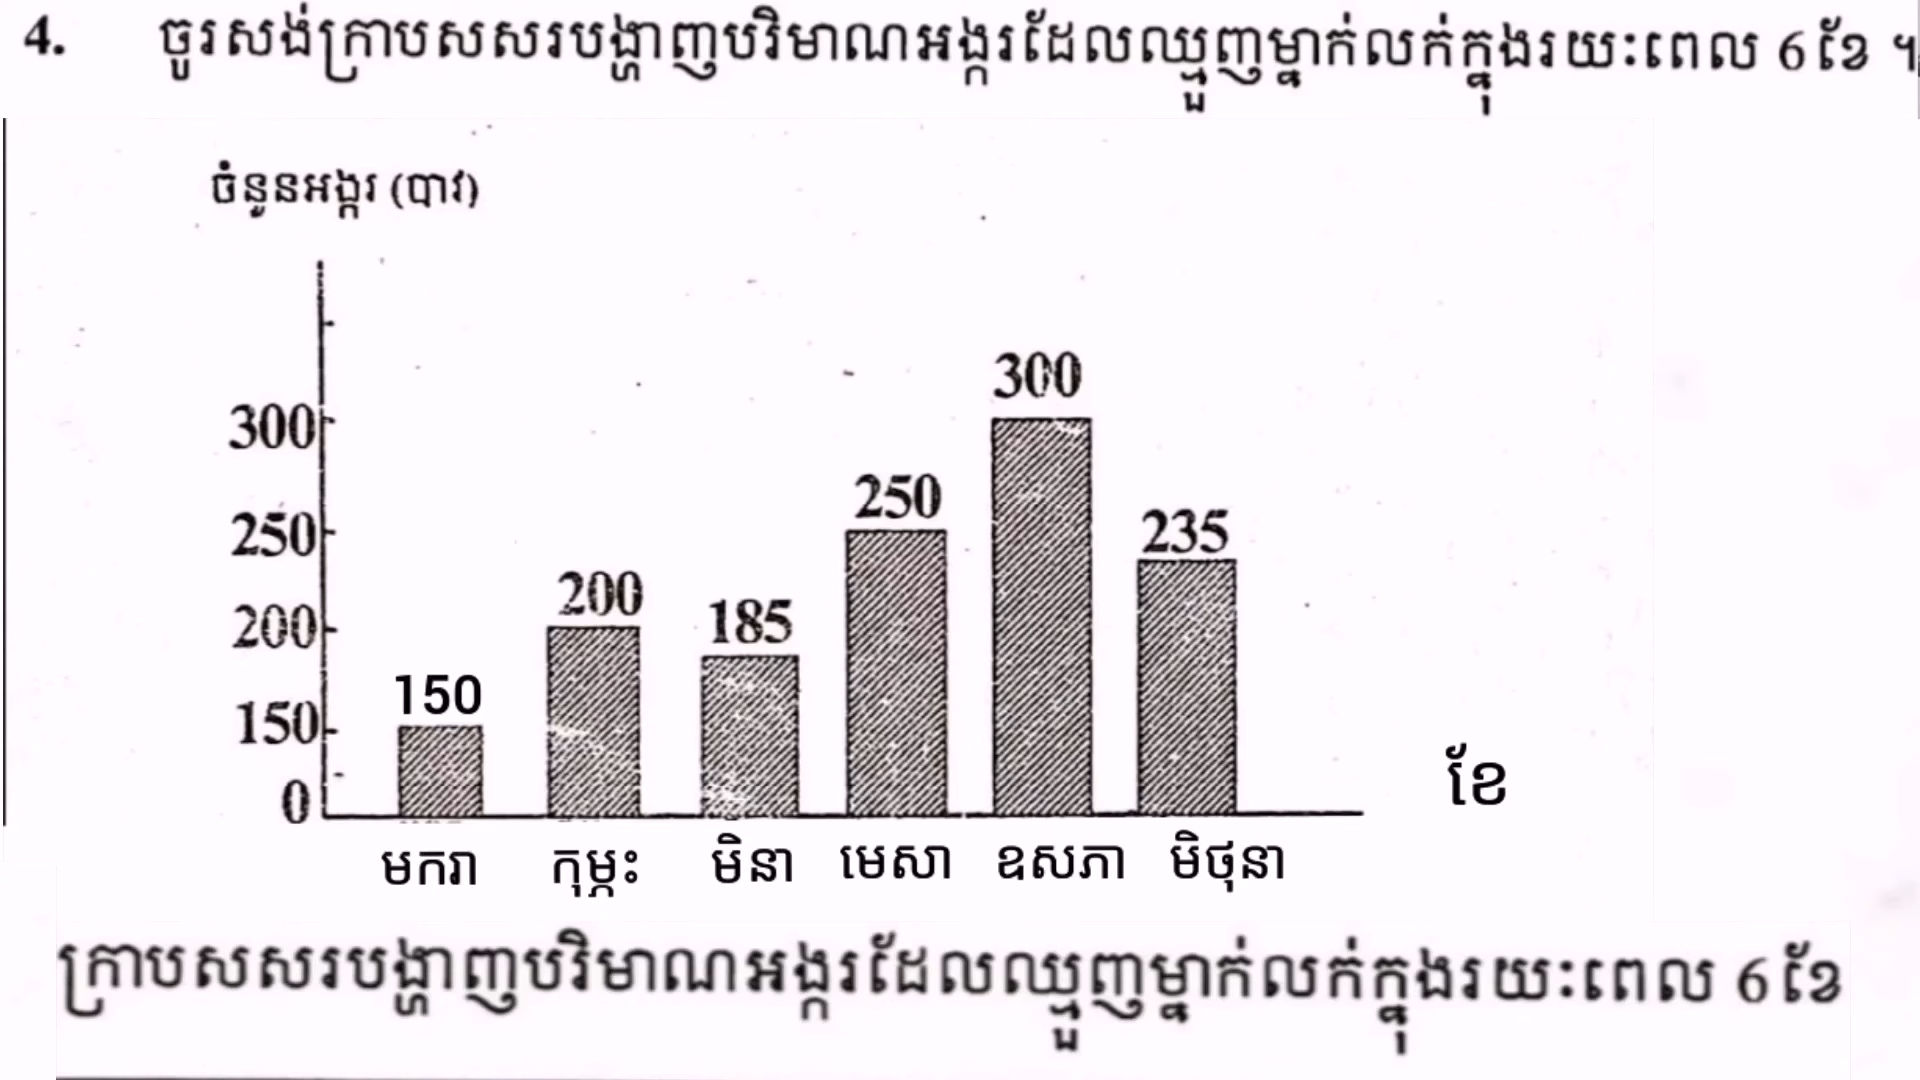 4. ចូរសង់ក្រាបសសរបង្ហាញបរិមាណអង្ករដែលឈ្មួញម្នាក់លក់ក្នុងរយៈពេល 6 ខែ ។
ចំនួនអង្ករ (បាវ)
300
300
250
250
235
200
200
185
150
150
0
ខែ
មករា កុម្ភះ មិនា មេសា ឧសភា មិថុនា
ក្រាបសសរបង្ហាញបរិមាណអង្ករដែលឈ្មួញម្នាក់លក់ក្នុងរយៈពេល 6 ខែ